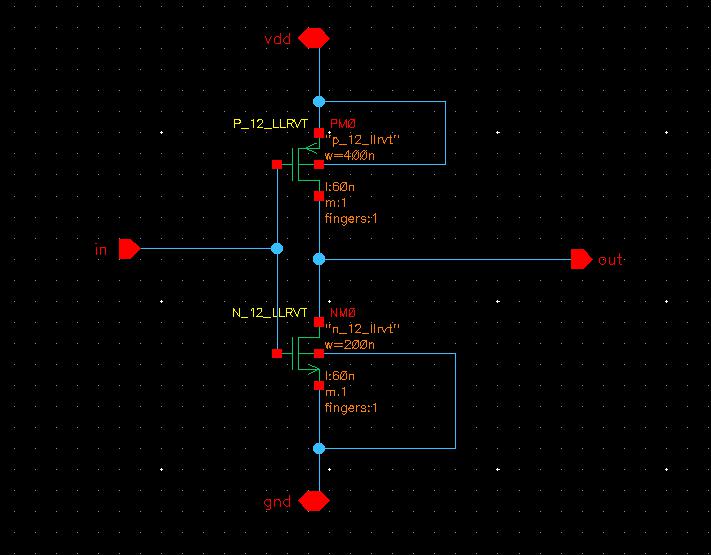 vdd
P_12_LLRVT PM0
"p_12_llrvt"
w=400n
l:60n
m:1
fingers:1
in
out
N_12_LLRVT NM0
"n_12_llrvt"
w=200n
l:60n
m:1
fingers:1
gnd